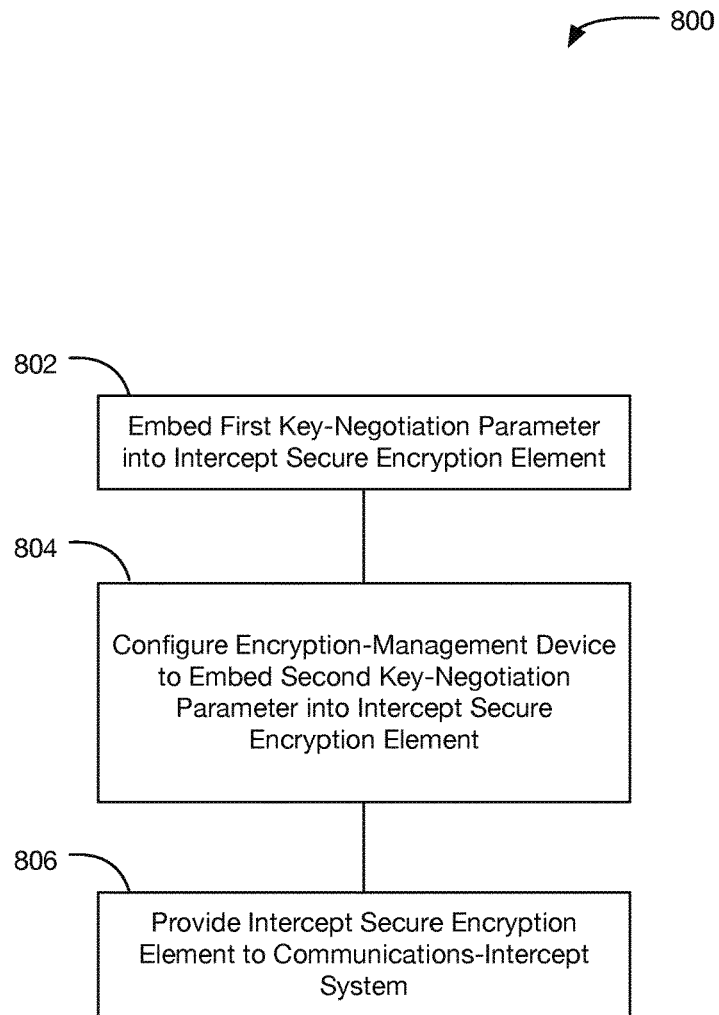 800
802
Embed First Key-Negotiation Parameter
into Intercept Secure Encryption Element
804
Configure Encryption-Management Device
to Embed Second Key-Negotiation
Parameter into Intercept Secure
Encryption Element
806
Provide Intercept Secure Encryption
Element to Communications-Intercept
System